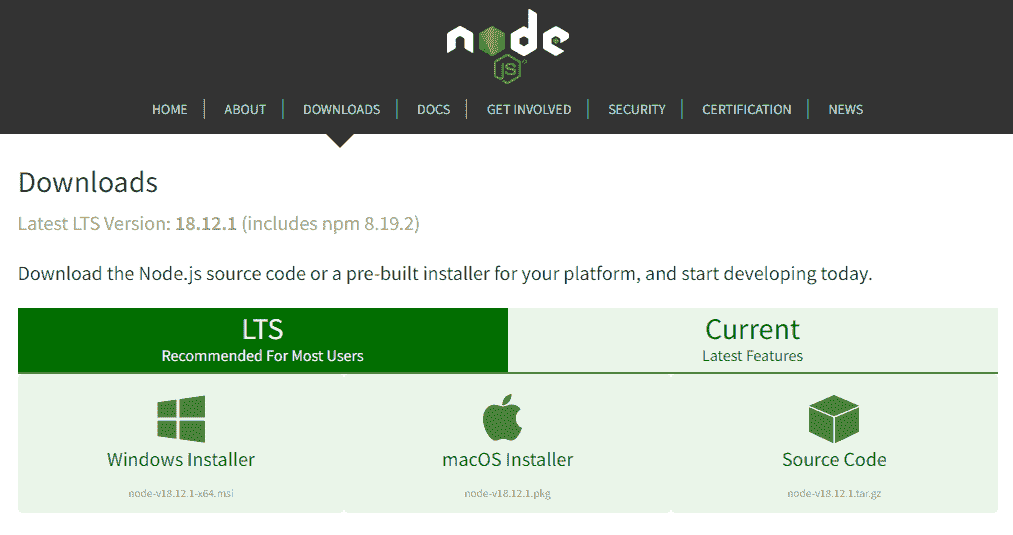 node
JS
HOME ABOUT DOWNLOADS DOCS GET INVOLVED SECURITY CERTIFICATION NEWS
Downloads
Latest LTS Version: 18.12.1 (includes npm 8.19.2)
Download the Node.js source code or a pre-built installer for your platform, and start developing today.
LTS
Recommended For Most Users
Current
Latest Features
Windows Installer
node-v18.12.1-x64.msi
macOS Installer
node-v18.12.1.pkg
Source Code
node-v18.12.1.tar.gz